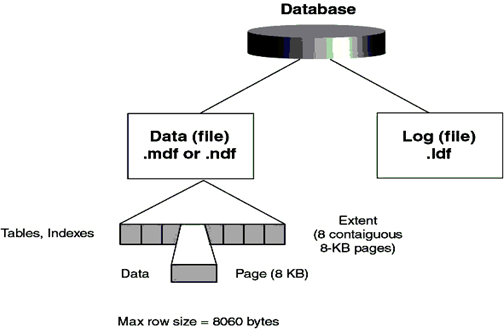 Database
Data (file)
.mdf or .ndf
Log (file)
.ldf
Tables, Indexes
Extent
(8 contaiguous
8-KB pages)
Data
Page (8 KB)
Max row size = 8060 bytes